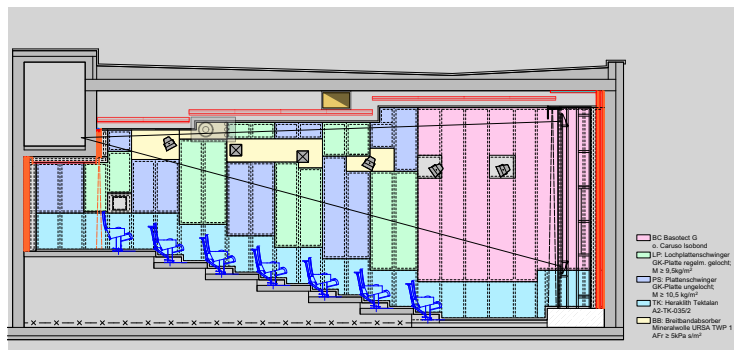 BC Basotect G
o. Caruso Isobond
LP: Lochplattenschwinger
GK-Platte regelm. gelocht;
M ≥ 9,5kg/m²
PS: Plattenschwinger
GK-Platte ungelocht;
M ≥ 10,5 kg/m²
TK: Heraklith Tektalan
A2-TK-035/2
BB: Breitbandabsorber
Mineralwolle URSA TWP 1
AFr ≥ 5kPa s/m²